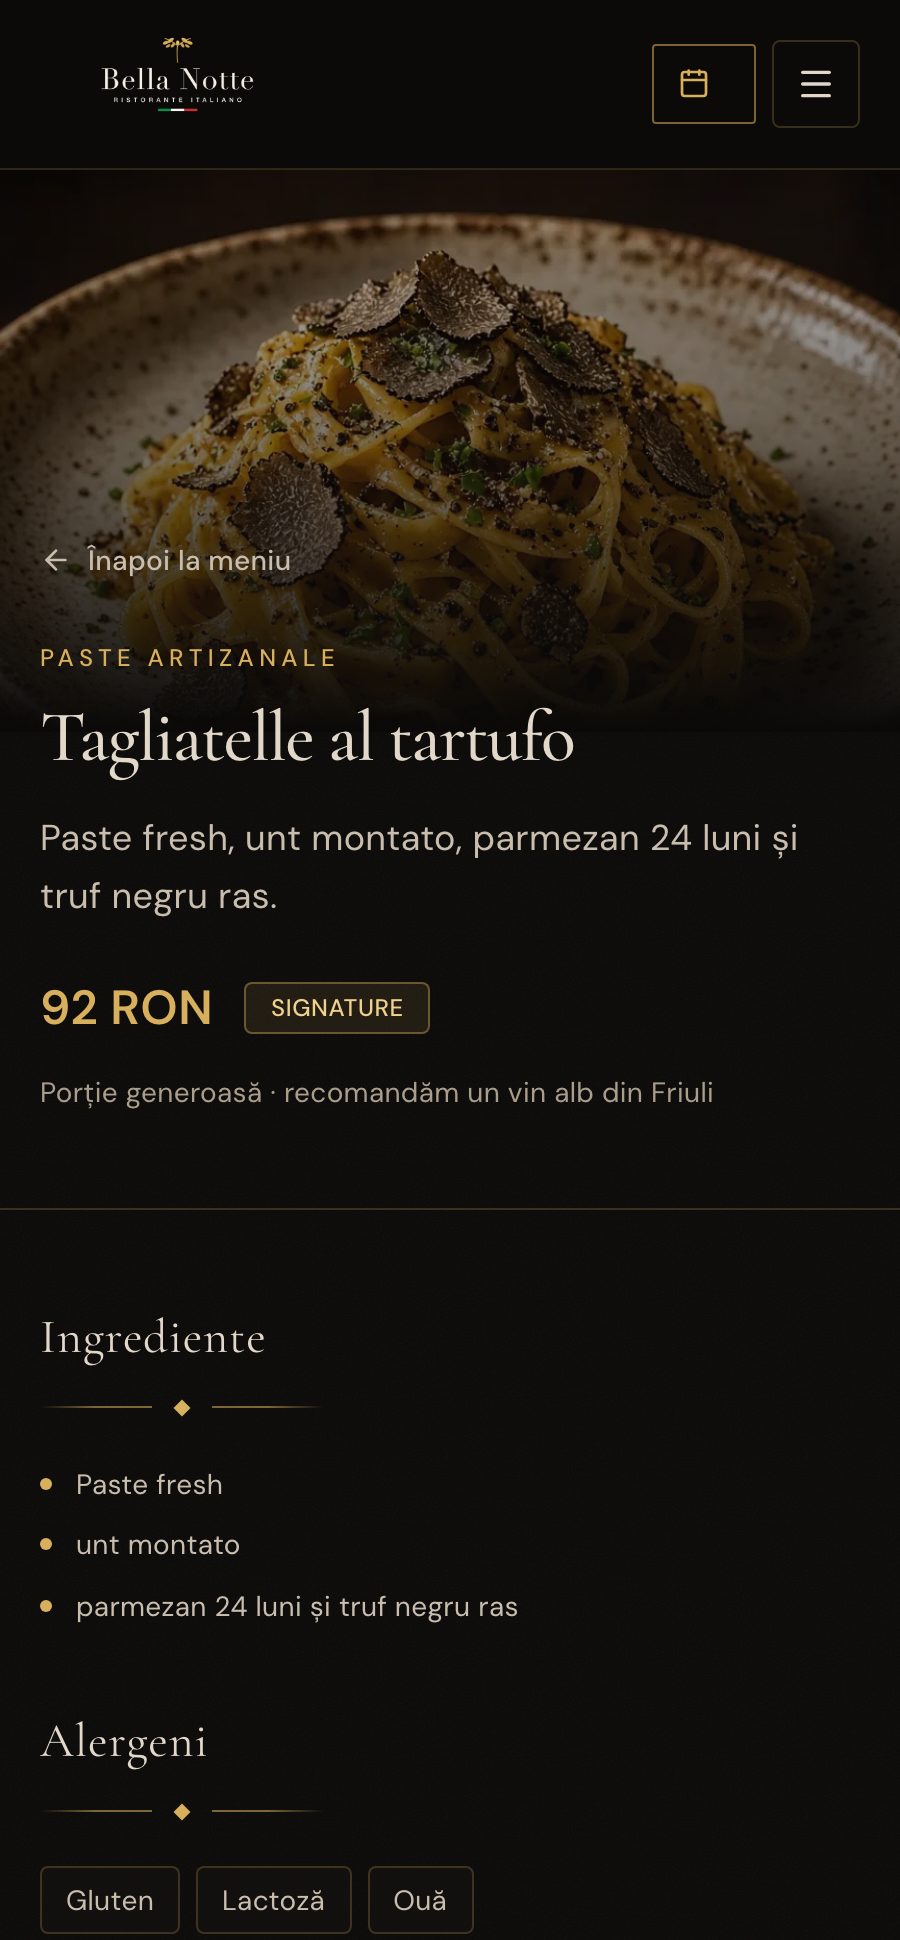 Bella Notte
RISTORANTE ITALIANO
Înapoi la meniu
PASTE ARTIZANALE
Tagliatelle al tartufo
Paste fresh, unt montato, parmezan 24 luni și
truf negru ras.
92 RON SIGNATURE
Porție generoasă · recomandăm un vin alb din Friuli
Ingrediente
Paste fresh
unt montato
parmezan 24 luni și truf negru ras
Alergeni
Gluten Lactoză Ouă